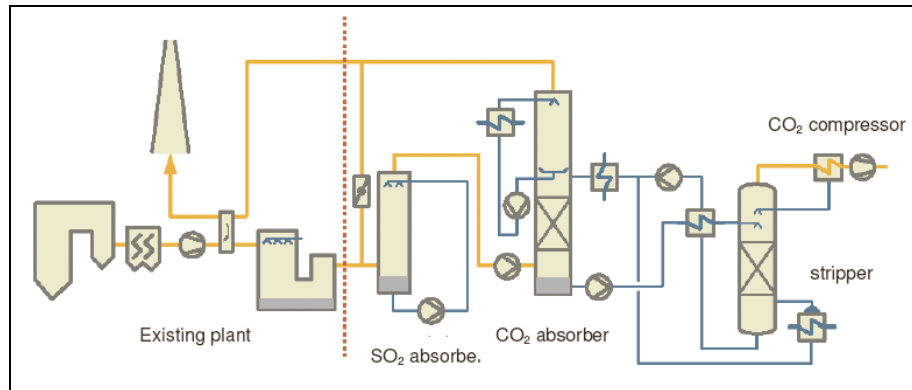 CO₂ compressor
stripper
Existing plant
CO₂ absorber
SO₂ absorbe.